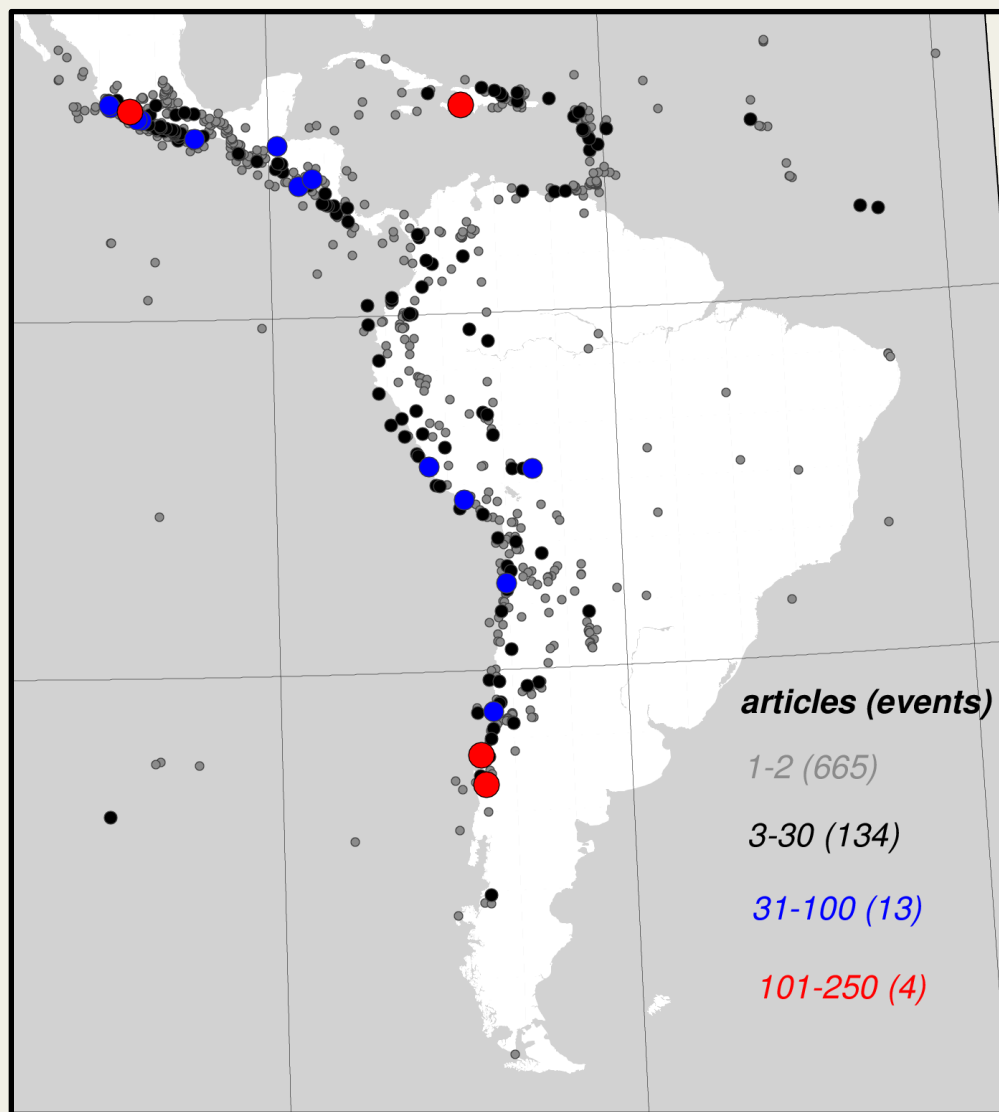 articles (events)
1-2 (665)
3-30 (134)
31-100 (13)
101-250 (4)